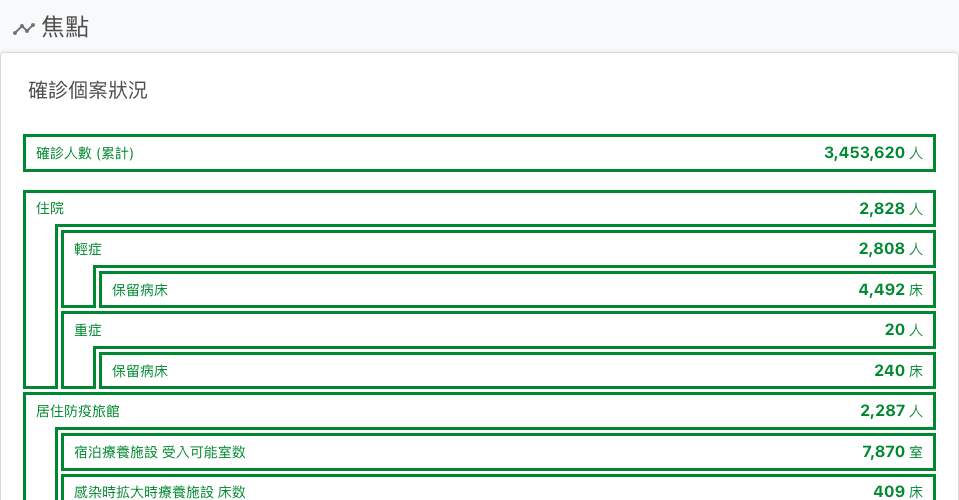 焦點
確診個案狀況
確診人數 (累計) 3,453,620 人
住院 2,828 人
輕症 2,808 人
保留病床 4,492 床
重症 20 人
保留病床 240 床
居住防疫旅館 2,287 人
宿泊療養施設 受入可能室数 7,870 室
感染時拡大時療養施設 床数 409 床